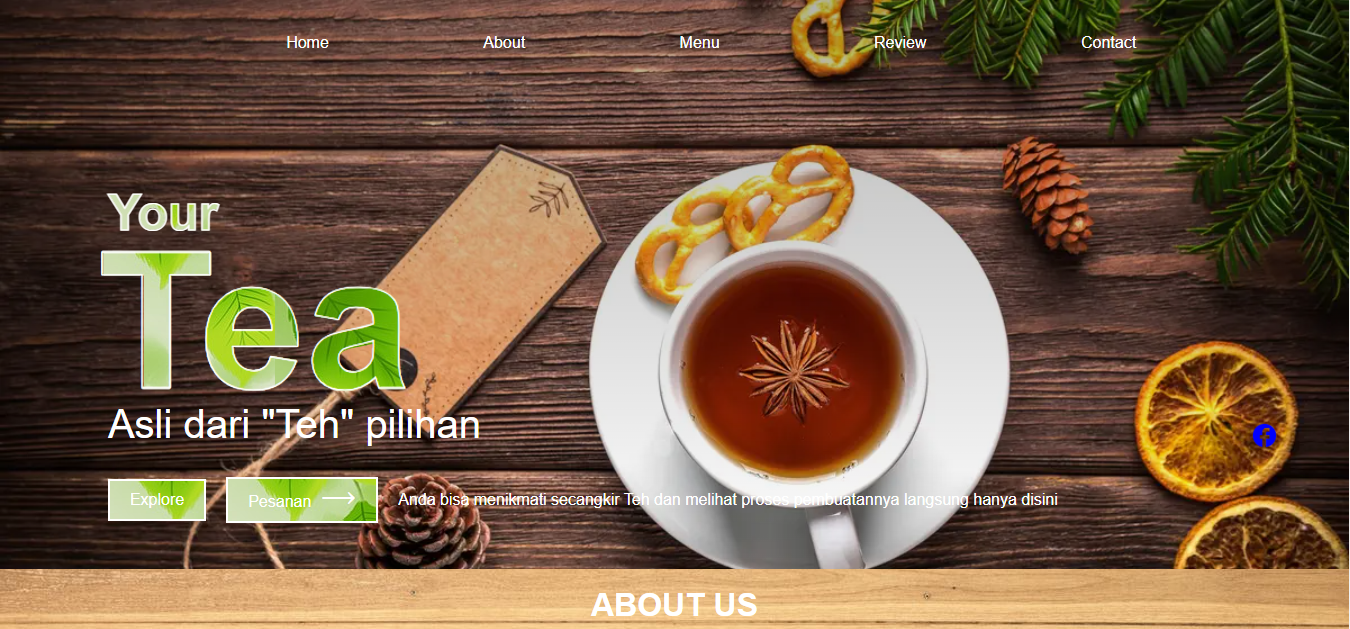 Home About Menu Review Contact
Your
Tea
Asli dari "Teh" pilihan
Explore Pesanan Anda bisa menikmati secangkir Teh dan melihat proses pembuatannya langsung hanya disini
ABOUT US